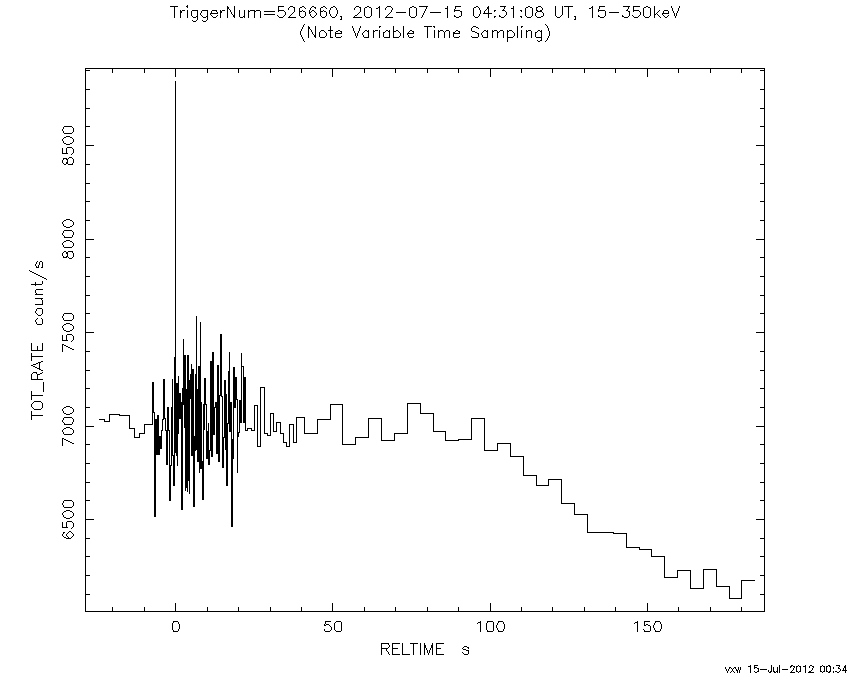 TriggerNum=526660, 2012-07-15 04:31:08 UT, 15-350keV
(Note Variable Time Sampling)
TOT_RATE count/s
8500
8000
7500
7000
6500
0 50 100 150
RELTIME s
vxw 15-Jul-2012 00:34